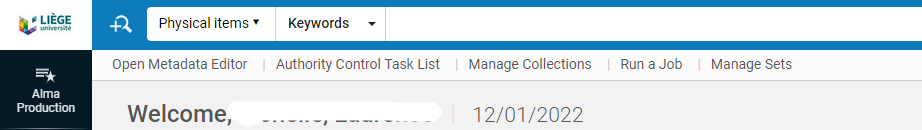 LIÈGE
université
Physical items
Keywords
Alma
Production
Open Metadata Editor | Authority Control Task List | Manage Collections | Run a Job | Manage Sets
Welcome, | 12/01/2022